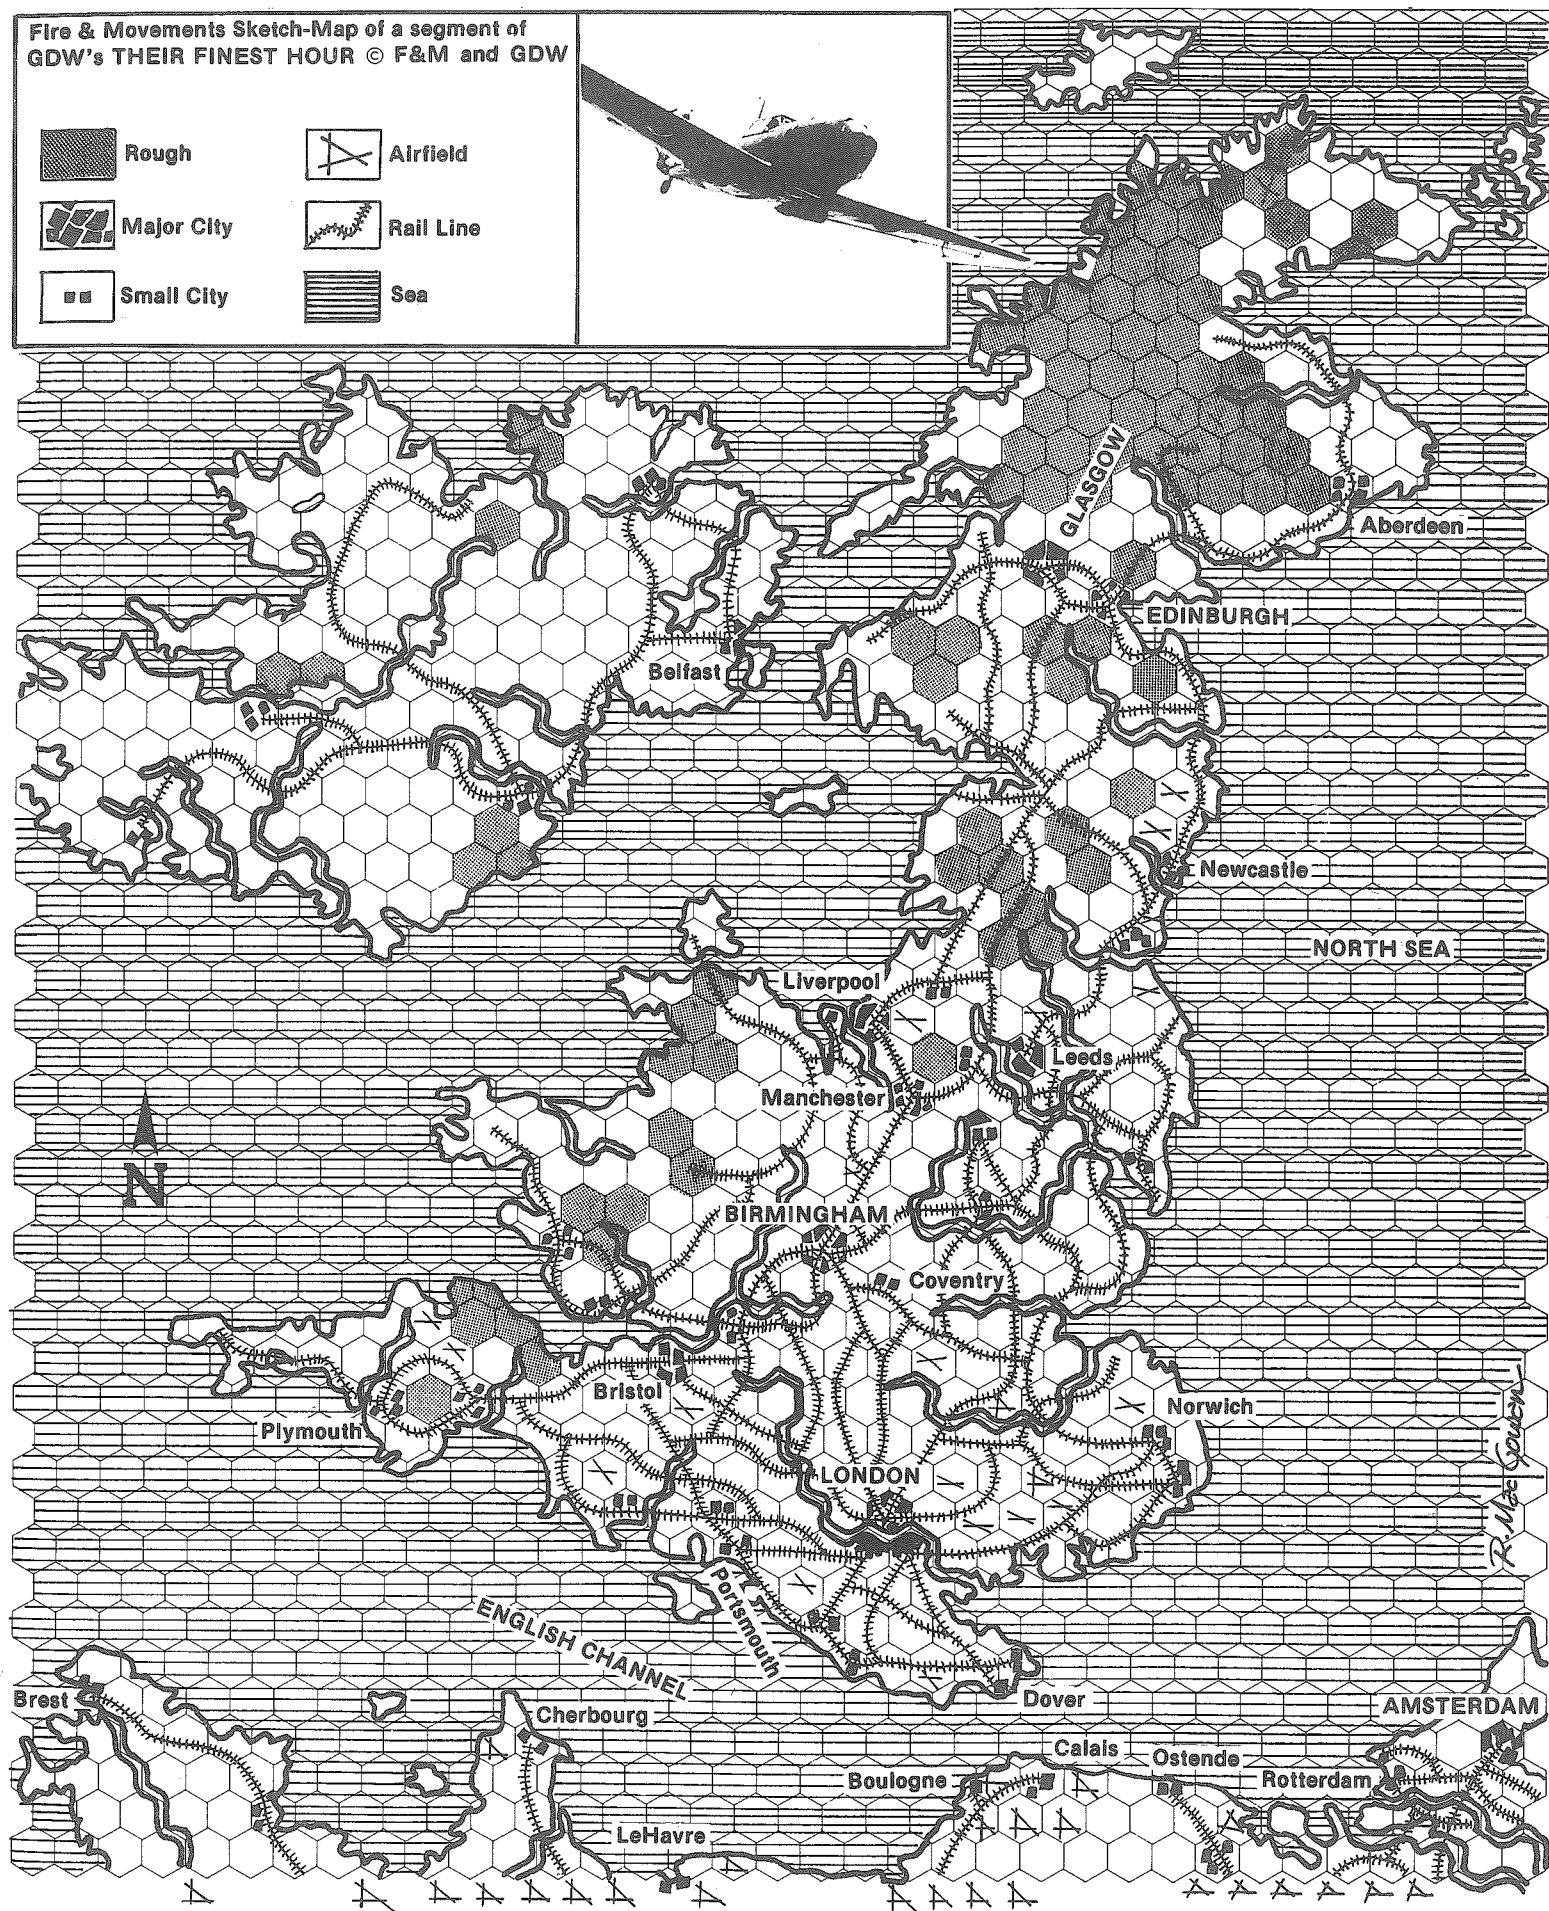 Fire & Movements Sketch-Map of a segment of
GDW's THEIR FINEST HOUR © F&M and GDW
Rough
Airfield
Major City
Rail Line
Small City
Sea
GLASGOW
Aberdeen
EDINBURGH
Belfast
Newcastle
NORTH SEA
Liverpool
Leeds
Manchester
N
BIRMINGHAM
Coventry
Bristol
Norwich
Plymouth
LONDON
R. Mac Gowen
Portsmouth
ENGLISH CHANNEL
Brest
Dover
AMSTERDAM
Cherbourg
Calais
Ostende
Boulogne
Rotterdam
LeHavre